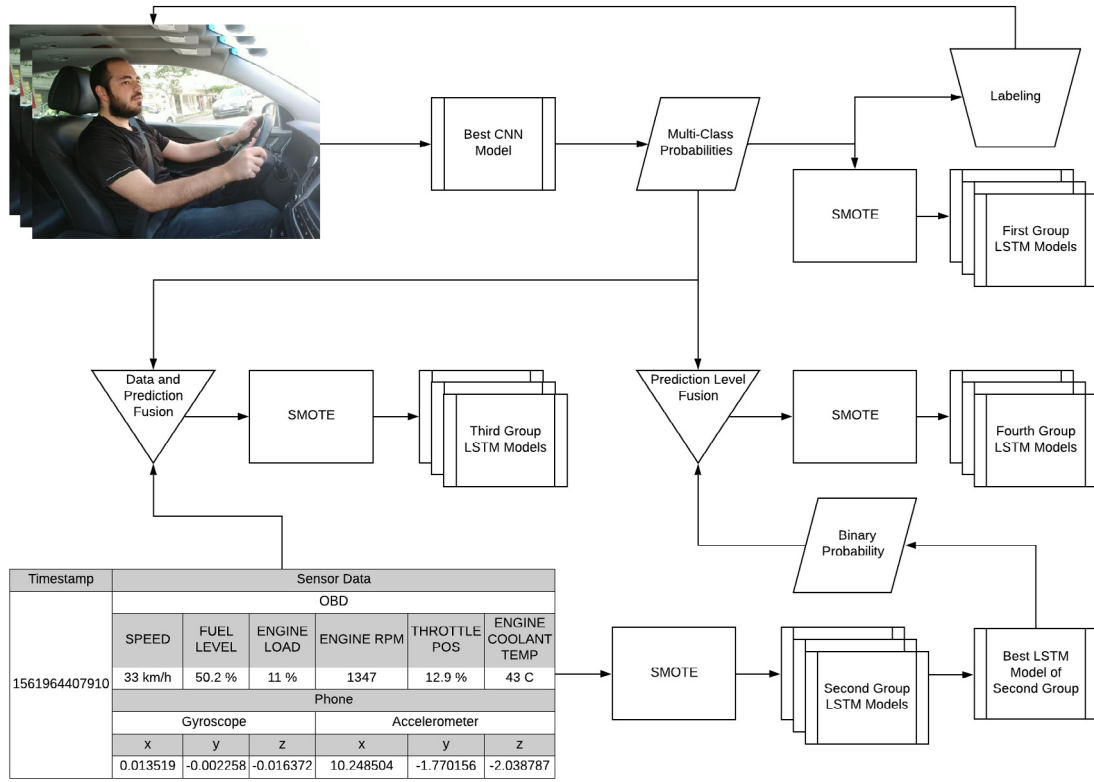 Labeling
Best CNN
Model
Multi-Class
Probabilities
SMOTE
First Group
LSTM Models
Data and
Prediction
Fusion
SMOTE
Third Group
LSTM Models
Prediction Level
Fusion
SMOTE
Fourth Group
LSTM Models
Binary
Probability
Timestamp
Sensor Data
OBD
SPEED
FUEL
LEVEL
ENGINE
LOAD
ENGINE RPM
THROTTLE
POS
ENGINE
COOLANT
TEMP
1561964407910
33 km/h
50.2 %
11 %
1347
12.9 %
43 C
Phone
Gyroscope
Accelerometer
x
y
z
x
y
z
0.013519
-0.002258
-0.016372
10.248504
-1.770156
-2.038787
SMOTE
Second Group
LSTM Models
Best LSTM
Model of
Second Group